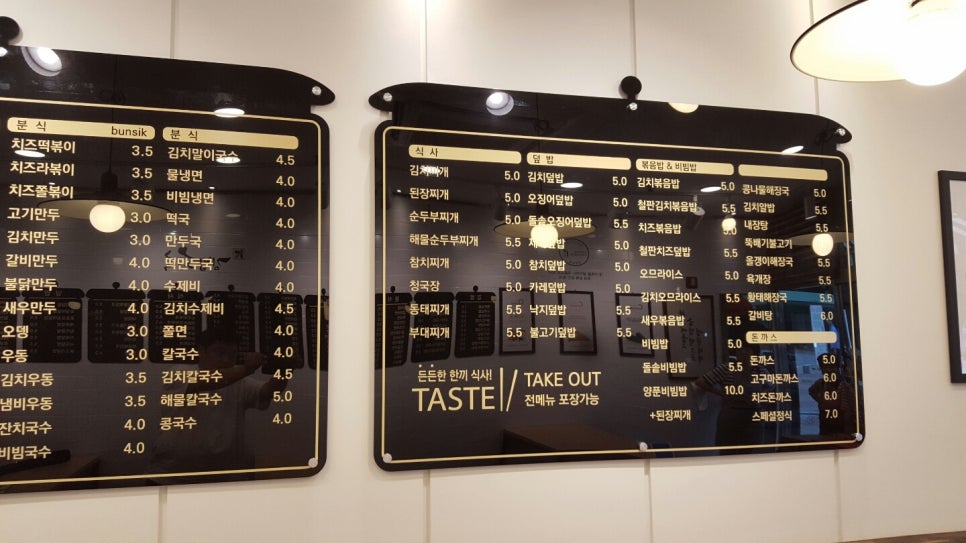 분 식 bunsik
치즈떡볶이 3.5
치즈라볶이 3.5
치즈쫄볶이 3.5
고기만두 3.0
김치만두 3.0
갈비만두 4.0
불닭만두 4.0
새우만두 4.0
오뎅 4.0
우동 3.0
김치우동 3.5
냄비우동 3.5
잔치국수 4.0
비빔국수 4.0
분 식
김치말이국수 4.5
물냉면 4.0
비빔냉면 4.0
떡국 4.0
만두국 4.0
떡만두국 4.0
수제비 4.0
김치수제비 4.5
쫄면 4.0
칼국수 4.0
김치칼국수 4.5
해물칼국수 5.0
콩국수 4.0
식 사
김치찌개 5.0
된장찌개 5.0
순두부찌개 5.0
해물순두부찌개 5.5
참치찌개 5.0
청국장 5.0
동태찌개 5.5
부대찌개 5.5
든든한 한끼 식사!
TASTE
TAKE OUT
전메뉴 포장가능
덮 밥
김치덮밥 5.0
오징어덮밥 5.0
돌솥오징어덮밥 5.5
참치덮밥 5.0
카레덮밥 5.0
낙지덮밥 5.5
불고기덮밥 5.5
볶음밥 & 비빔밥
김치볶음밥 5.0
철판김치볶음밥 5.5
치즈볶음밥 5.0
철판치즈덮밥 5.5
오므라이스 5.0
김치오므라이스 5.5
새우볶음밥 5.5
비빔밥 5.0
돌솥비빔밥 5.5
양푼비빔밥 10.0
+된장찌개
콩나물해장국 5.0
김치알밥 5.5
내장탕 5.5
뚝배기불고기 5.5
올갱이해장국 5.5
육개장 5.5
황태해장국 5.5
갈비탕 6.0
돈까스
돈까스 5.0
고구마돈까스 6.0
치즈돈까스 6.0
스페셜정식 7.0